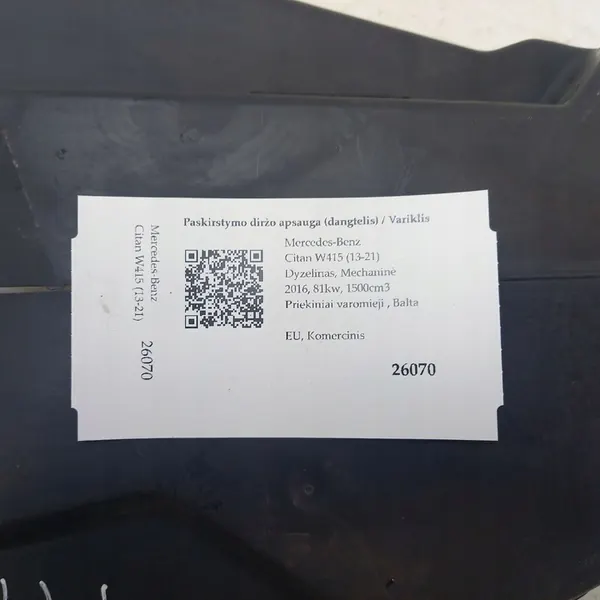 Paskirstymo diržo apsauga (dangtelis) / Variklis
Mercedes-Benz
Citan W415 (13-21)
Dyzelinas, Mechaninė
2016, 81kw, 1500cm3
Priekiniai varomieji , Balta
EU, Komercinis
26070
Mercedes-Benz
Citan W415 (13-21)
26070